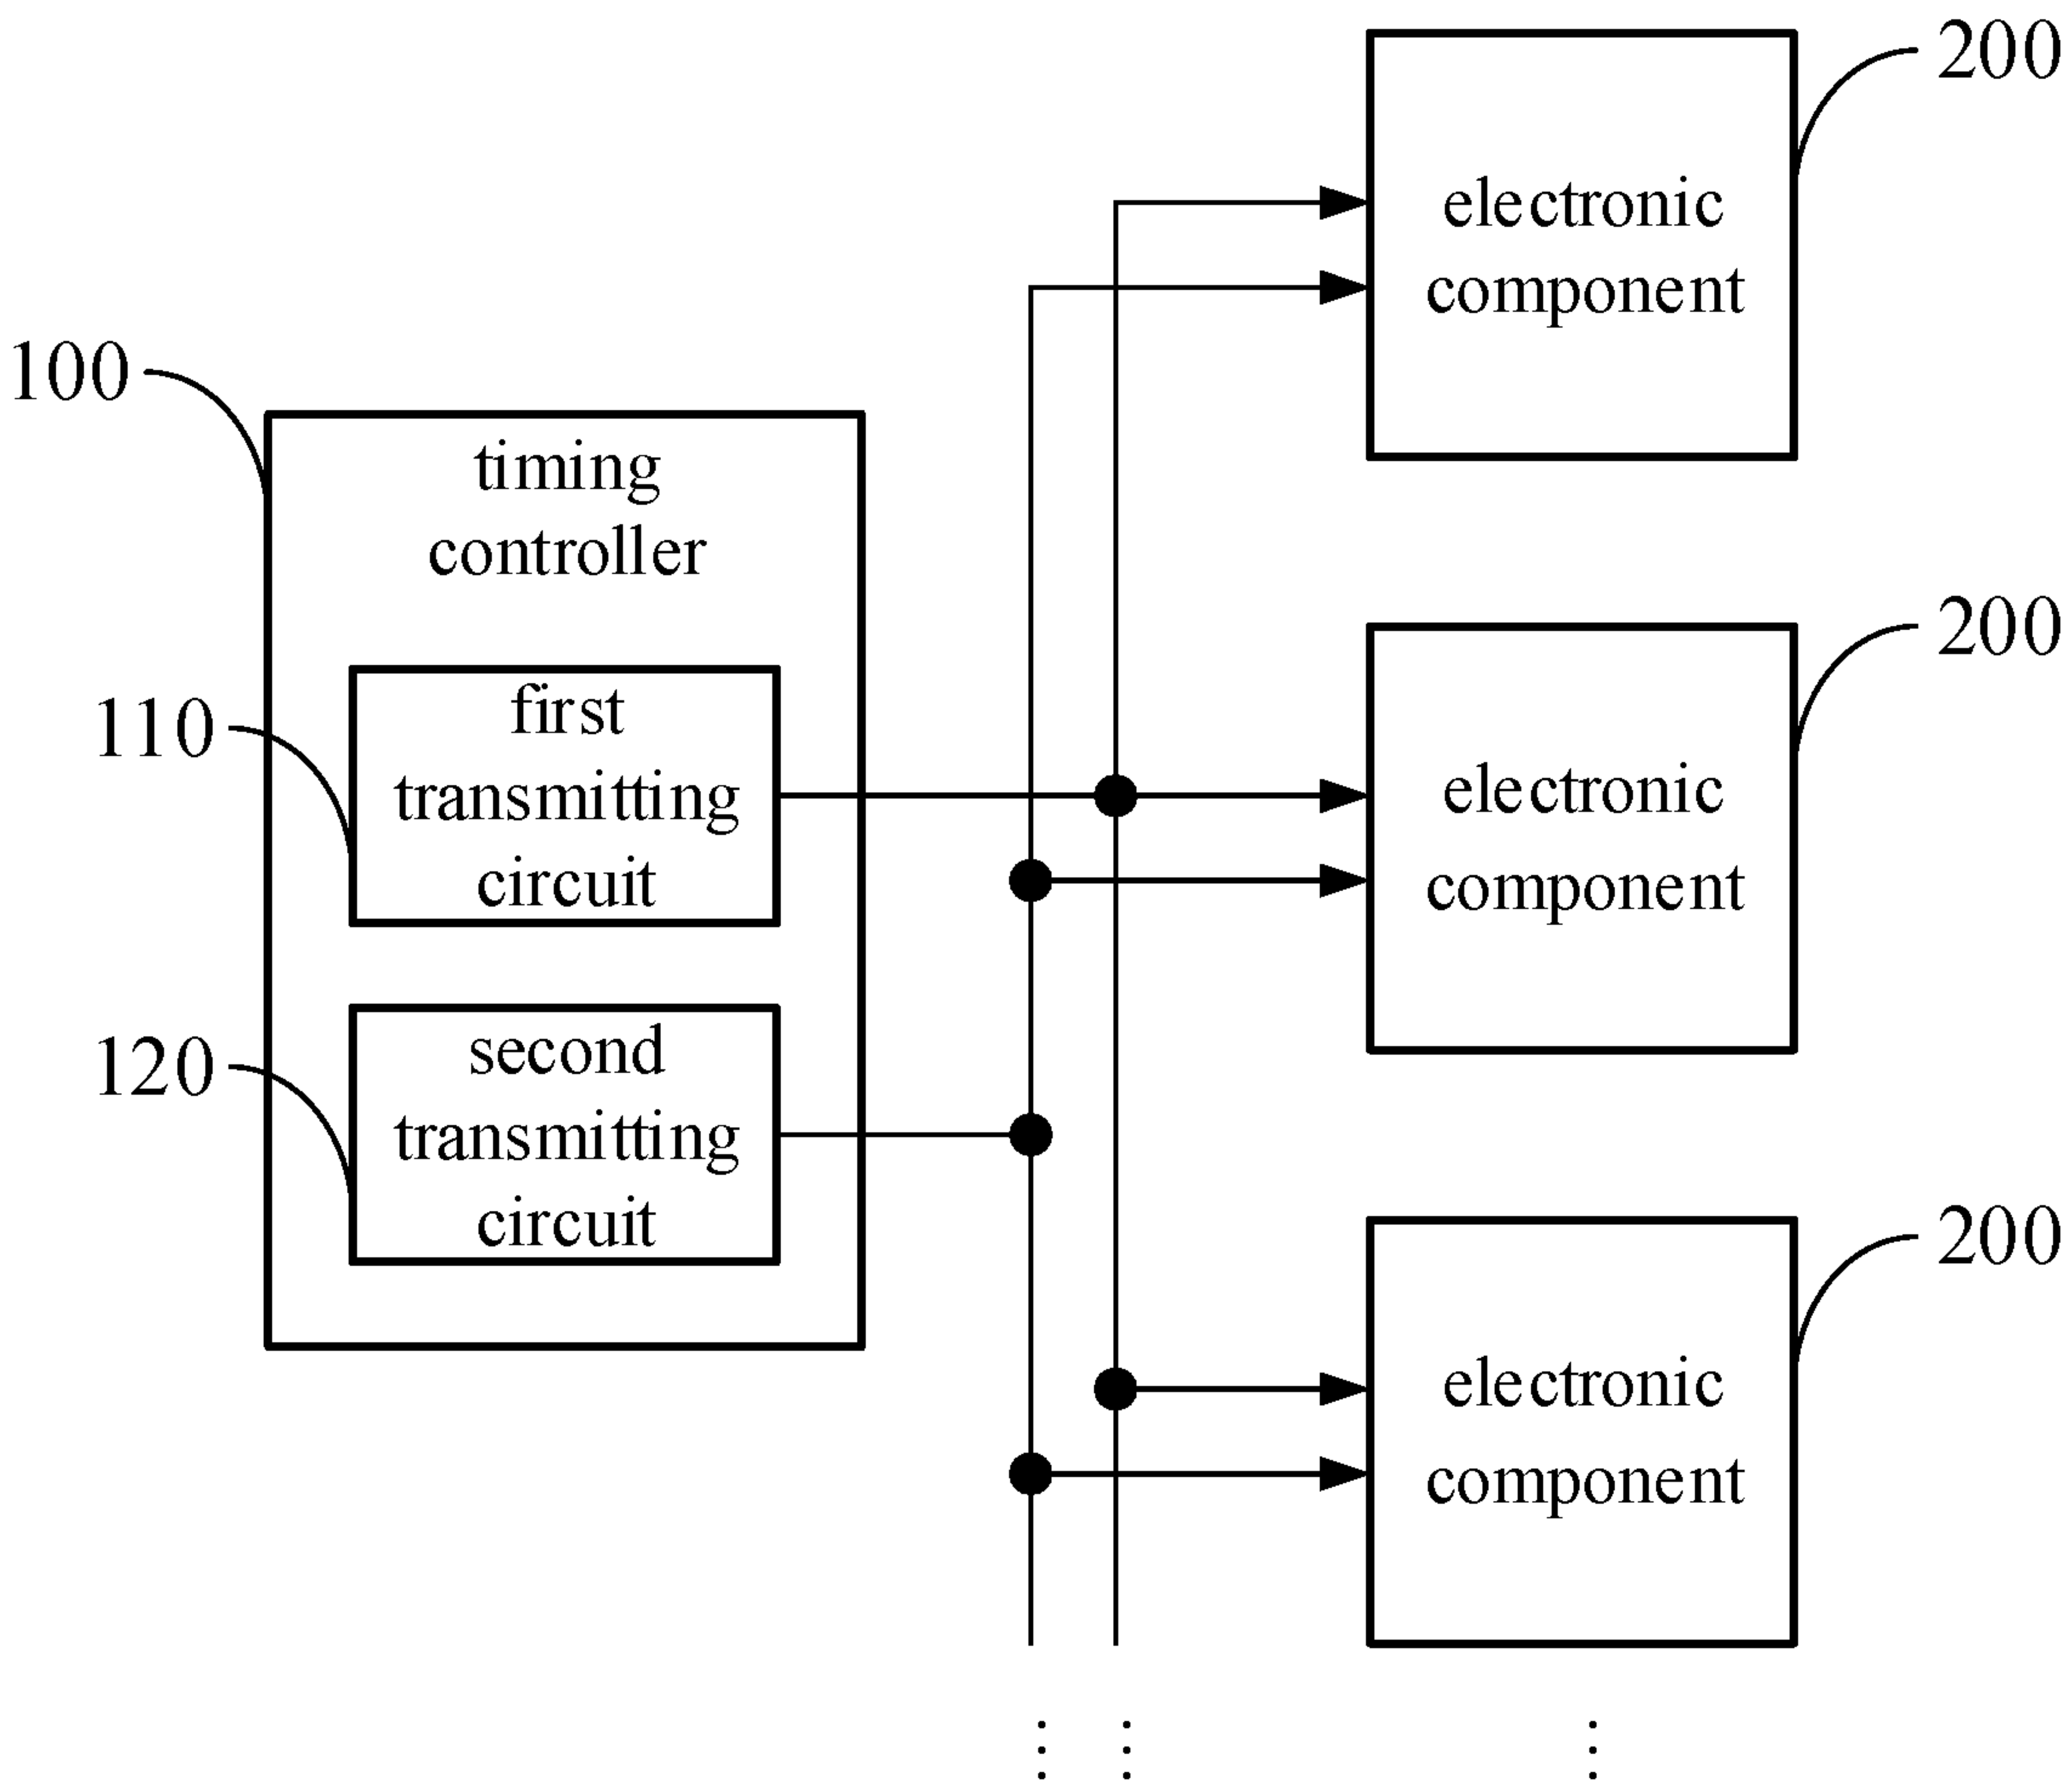 200
electronic
component
100
timing
controller
200
110
first
transmitting
circuit
electronic
component
120
second
transmitting
circuit
200
electronic
component